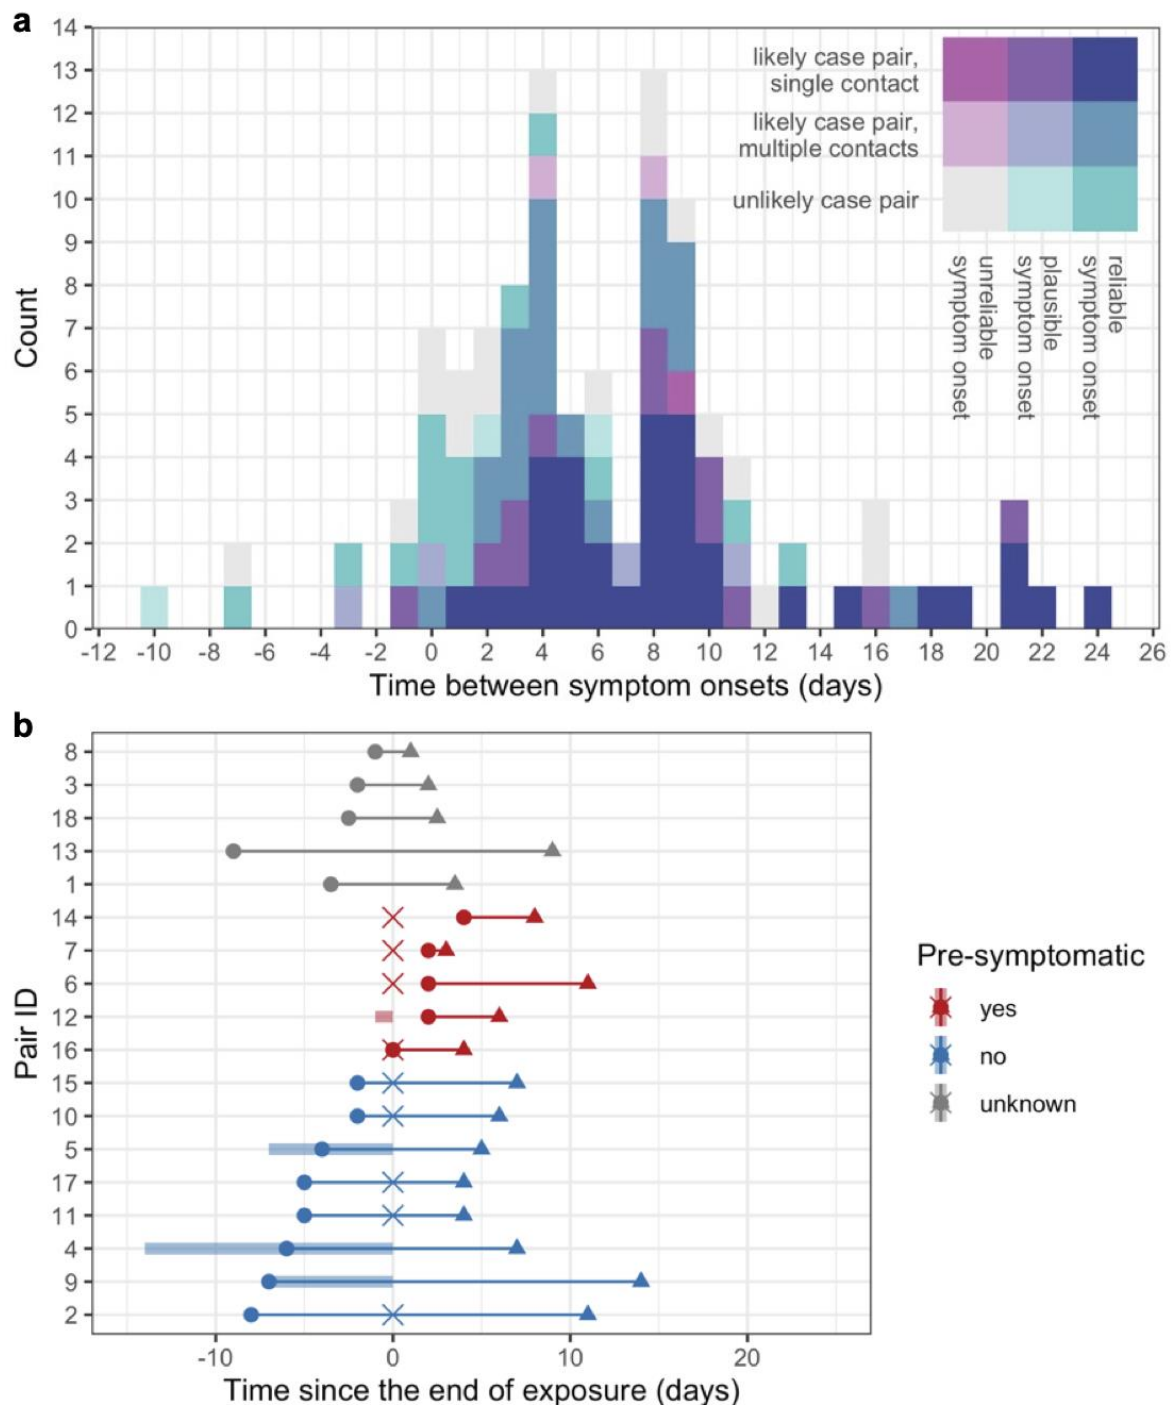 a
14
13
12
11
10
9
8
7
6
5
4
3
2
1
0
Count
likely case pair,
single contact
likely case pair,
multiple contacts
unlikely case pair
unreliable
symptom onset
plausible
symptom onset
reliable
symptom onset
-12 -10 -8 -6 -4 -2 0 2 4 6 8 10 12 14 16 18 20 22 24 26
Time between symptom onsets (days)
b
8
3
18
13
1
14
7
6
12
16
15
10
5
17
11
4
9
2
Pair ID
Pre-symptomatic
yes
no
unknown
-10 0 10 20
Time since the end of exposure (days)